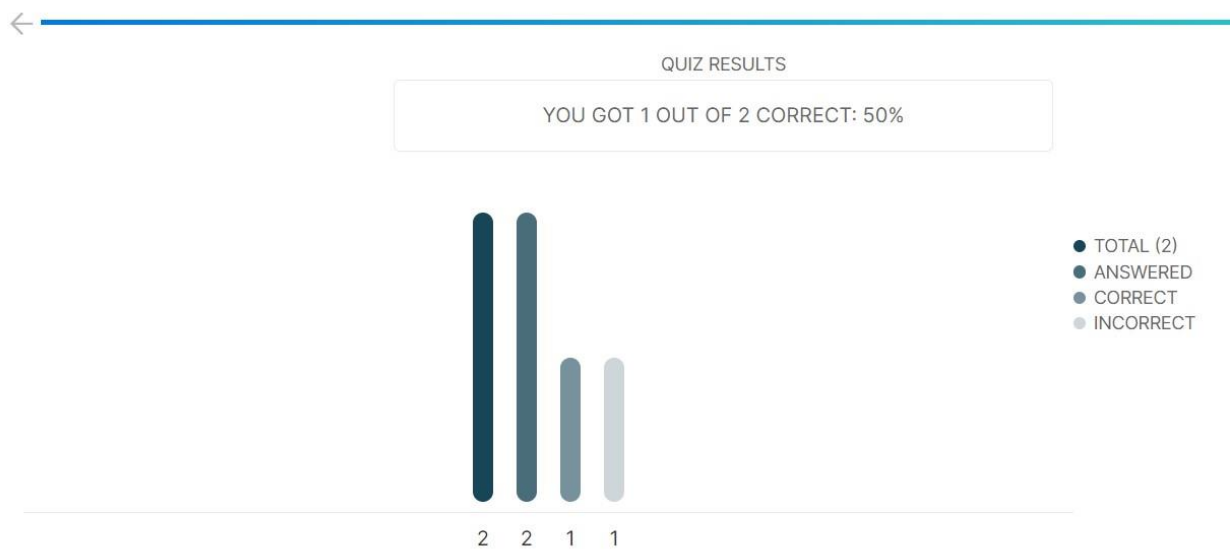 QUIZ RESULTS
YOU GOT 1 OUT OF 2 CORRECT: 50%
TOTAL (2)
ANSWERED
CORRECT
INCORRECT
2 2 1 1